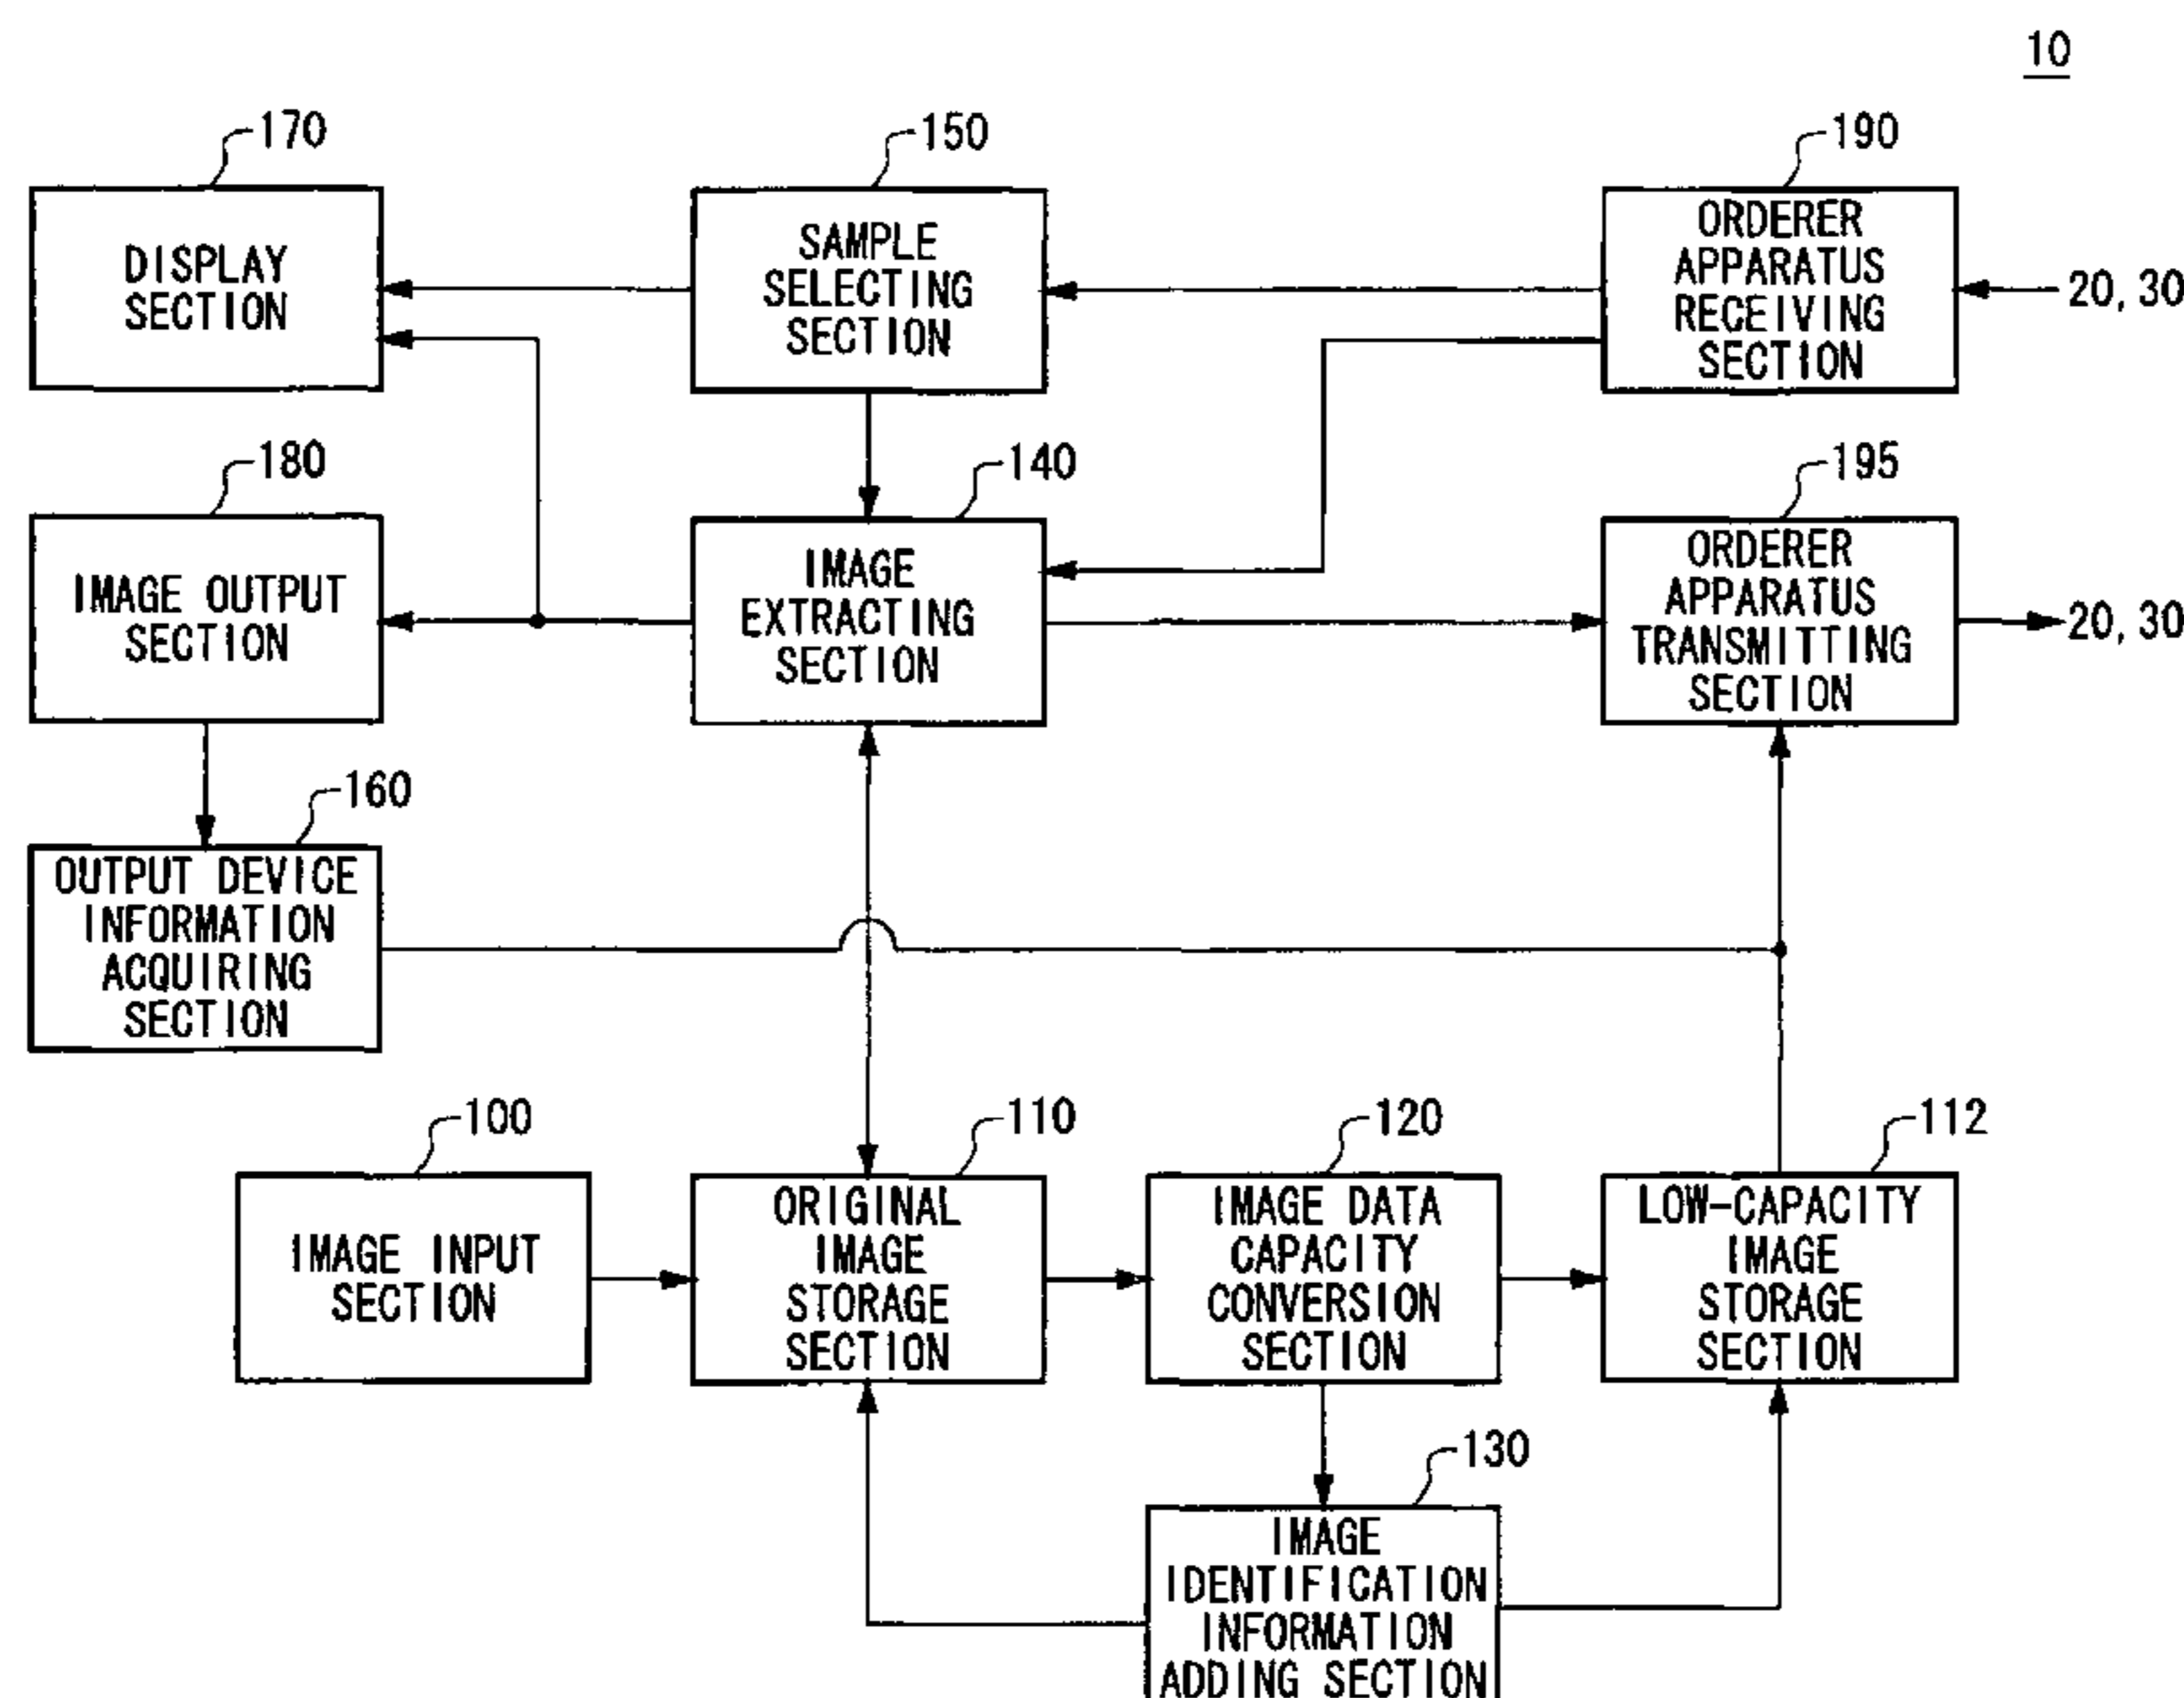 10
170
150
190
DISPLAY
SECTION
SAMPLE
SELECTING
SECTION
ORDERER
APPARATUS
RECEIVING
SECTION
20, 30
180
140
195
IMAGE OUTPUT
SECTION
IMAGE
EXTRACTING
SECTION
ORDERER
APPARATUS
TRANSMITTING
SECTION
20, 30
160
OUTPUT DEVICE
INFORMATION
ACQUIRING
SECTION
100
110
120
112
IMAGE INPUT
SECTION
ORIGINAL
IMAGE
STORAGE
SECTION
IMAGE DATA
CAPACITY
CONVERSION
SECTION
LOW-CAPACITY
IMAGE
STORAGE
SECTION
130
IMAGE
IDENTIFICATION
INFORMATION
ADDING SECTION